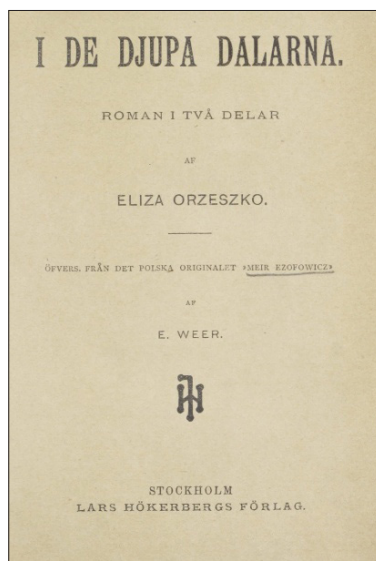 I DE DJUPA DALARNA.
ROMAN I TVÅ DELAR
AF
ELIZA ORZESZKO.
ÖFVERS. FRÅN DET POLSKA ORIGINALET »MEIR EZOFOWICZ»
AF
E. WEER.
STOCKHOLM
LARS HÖKERBERGS FÖRLAG.